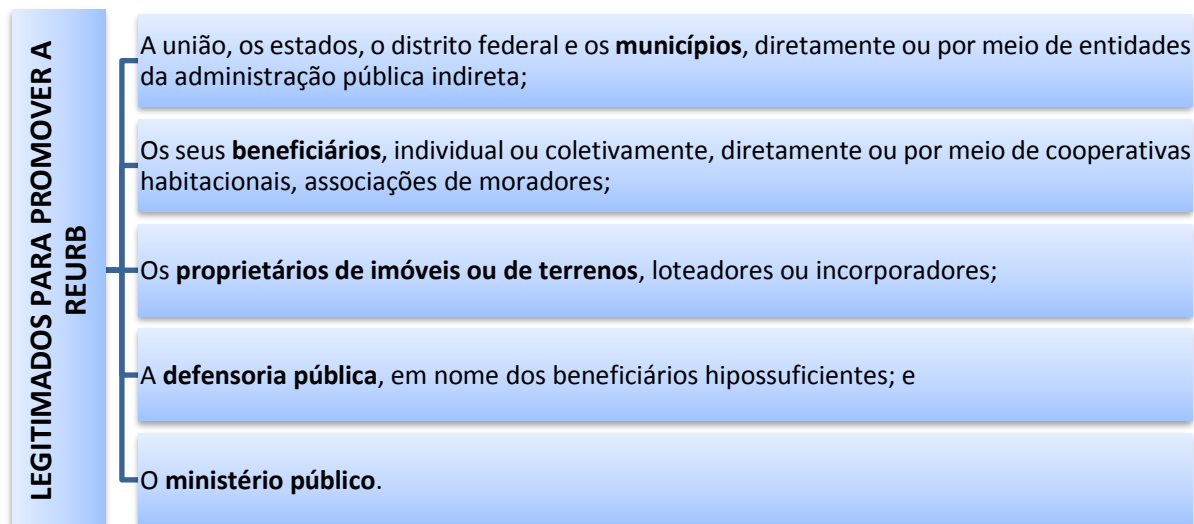 LEGITIMADOS PARA PROMOVER A
REURB
A união, os estados, o distrito federal e os municípios, diretamente ou por meio de entidades
da administração pública indireta;
Os seus beneficiários, individual ou coletivamente, diretamente ou por meio de cooperativas
habitacionais, associações de moradores;
Os proprietários de imóveis ou de terrenos, loteadores ou incorporadores;
A defensoria pública, em nome dos beneficiários hipossuficientes; e
O ministério público.